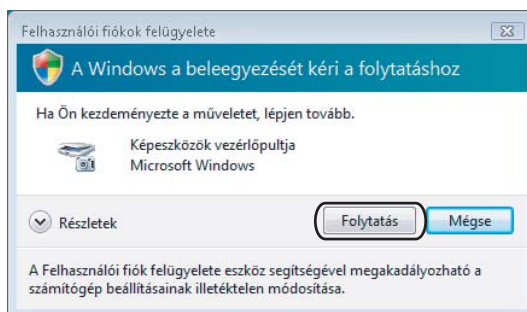 Felhasználói fiókok felügyelete
A Windows a beleegyezését kéri a folytatáshoz
Ha Ön kezdeményezte a műveletet, lépjen tovább.
Képeszközök vezérlőpultja
Microsoft Windows
Részletek
Folytatás
Mégse
A Felhasználói fiók felügyelete eszköz segítségével megakadályozható a
számítógép beállításainak illetéktelen módosítása.